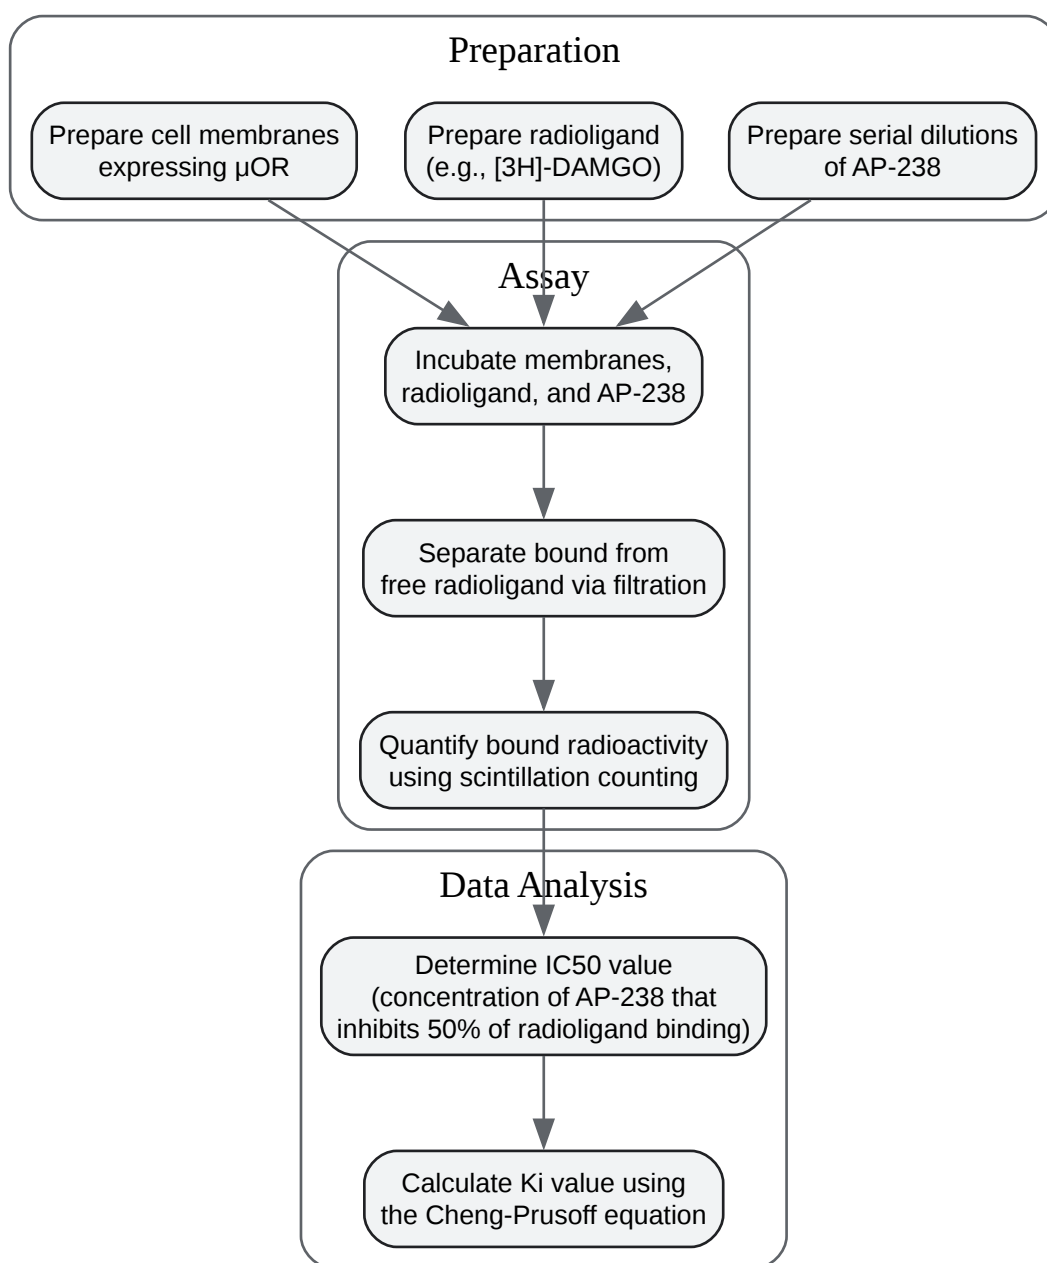 Preparation
Prepare cell membranes
expressing μOR
Prepare radioligand
(e.g., [3H]-DAMGO)
Prepare serial dilutions
of AP-238
Assay
Incubate membranes,
radioligand, and AP-238
Separate bound from
free radioligand via filtration
Quantify bound radioactivity
using scintillation counting
Data Analysis
Determine IC50 value
(concentration of AP-238 that
inhibits 50% of radioligand binding)
Calculate Ki value using
the Cheng-Prusoff equation